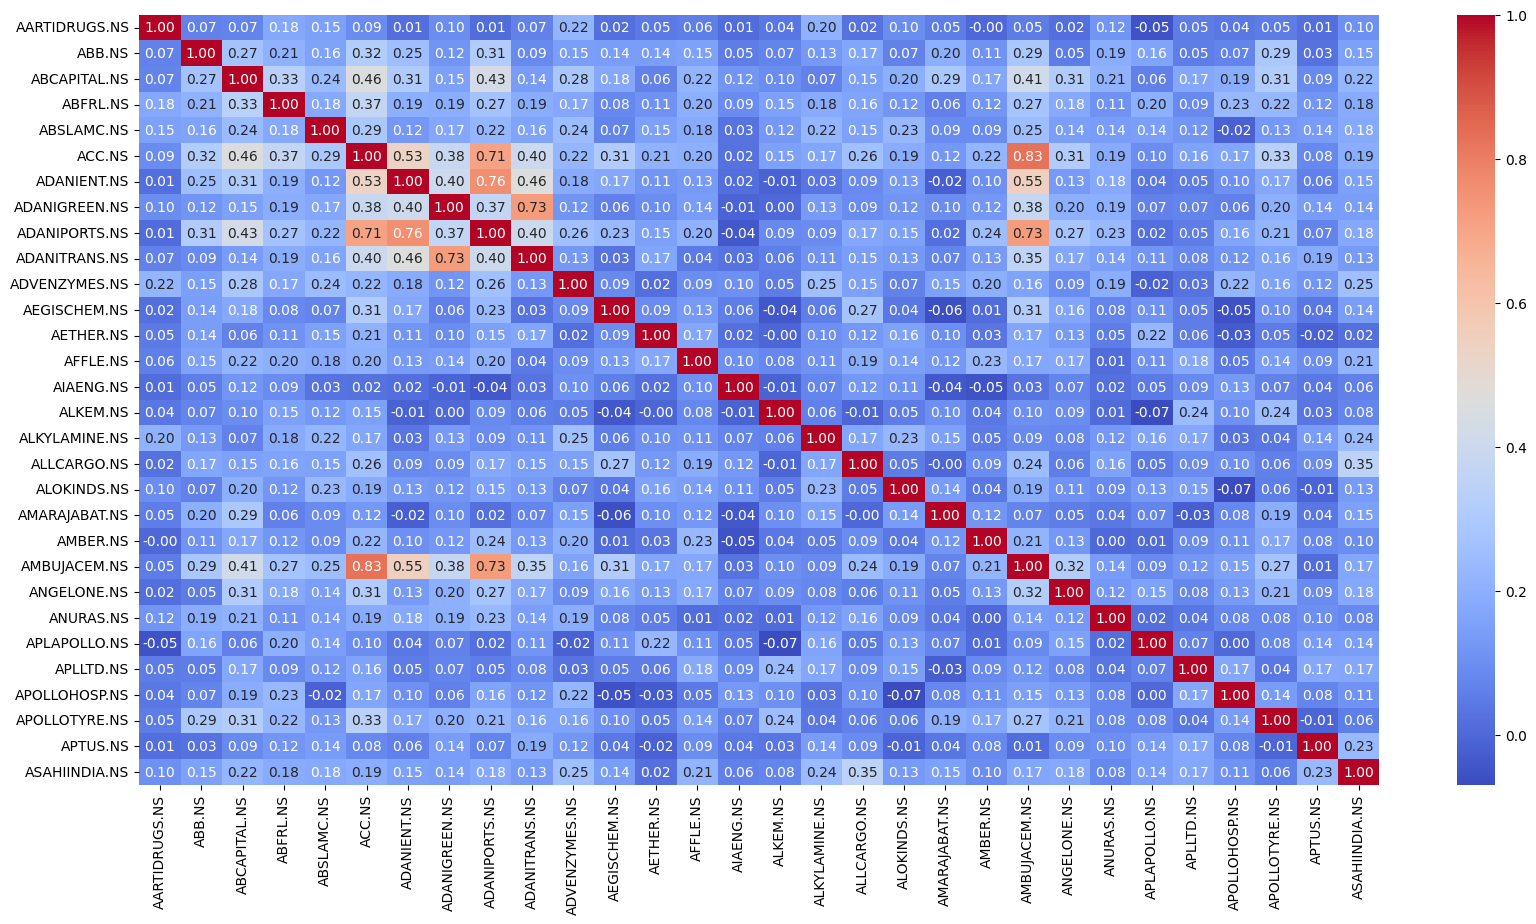 AARTIDRUGS.NS 1.00 0.07 0.07 0.18 0.15 0.09 0.01 0.10 0.01 0.07 0.22 0.02 0.05 0.06 0.01 0.04 0.20 0.02 0.10 0.05 -0.00 0.05 0.02 0.12 -0.05 0.05 0.04 0.05 0.01 0.10 1.0
ABB.NS 0.07 1.00 0.27 0.21 0.16 0.32 0.25 0.12 0.31 0.09 0.15 0.14 0.14 0.15 0.05 0.07 0.13 0.17 0.07 0.20 0.11 0.29 0.05 0.19 0.16 0.05 0.07 0.29 0.03 0.15
ABCAPITAL.NS 0.07 0.27 1.00 0.33 0.24 0.46 0.31 0.15 0.43 0.14 0.28 0.18 0.06 0.22 0.12 0.10 0.07 0.15 0.20 0.29 0.17 0.41 0.31 0.21 0.06 0.17 0.19 0.31 0.09 0.22
ABFRL.NS 0.18 0.21 0.33 1.00 0.18 0.37 0.19 0.19 0.27 0.19 0.17 0.08 0.11 0.20 0.09 0.15 0.18 0.16 0.12 0.06 0.12 0.27 0.18 0.11 0.20 0.09 0.23 0.22 0.12 0.18
ABSLAMC.NS 0.15 0.16 0.24 0.18 1.00 0.29 0.12 0.17 0.22 0.16 0.24 0.07 0.15 0.18 0.03 0.12 0.22 0.15 0.23 0.09 0.09 0.25 0.14 0.14 0.14 0.12 -0.02 0.13 0.14 0.18
ACC.NS 0.09 0.32 0.46 0.37 0.29 1.00 0.53 0.38 0.71 0.40 0.22 0.31 0.21 0.20 0.02 0.15 0.17 0.26 0.19 0.12 0.22 0.83 0.31 0.19 0.10 0.16 0.17 0.33 0.08 0.19 0.8
ADANIENT.NS 0.01 0.25 0.31 0.19 0.12 0.53 1.00 0.40 0.76 0.46 0.18 0.17 0.11 0.13 0.02 -0.01 0.03 0.09 0.13 -0.02 0.10 0.55 0.13 0.18 0.04 0.05 0.10 0.17 0.06 0.15
ADANIGREEN.NS 0.10 0.12 0.15 0.19 0.17 0.38 0.40 1.00 0.37 0.73 0.12 0.06 0.10 0.14 -0.01 0.00 0.13 0.09 0.12 0.10 0.12 0.38 0.20 0.19 0.07 0.07 0.06 0.20 0.14 0.14
ADANIPORTS.NS 0.01 0.31 0.43 0.27 0.22 0.71 0.76 0.37 1.00 0.40 0.26 0.23 0.15 0.20 -0.04 0.09 0.09 0.17 0.15 0.02 0.24 0.73 0.27 0.23 0.02 0.05 0.16 0.21 0.07 0.18
ADANITRANS.NS 0.07 0.09 0.14 0.19 0.16 0.40 0.46 0.73 0.40 1.00 0.13 0.03 0.17 0.04 0.03 0.06 0.11 0.15 0.13 0.07 0.13 0.35 0.17 0.14 0.11 0.08 0.12 0.16 0.19 0.13
ADVENZYMES.NS 0.22 0.15 0.28 0.17 0.24 0.22 0.18 0.12 0.26 0.13 1.00 0.09 0.02 0.09 0.10 0.05 0.25 0.15 0.07 0.15 0.20 0.16 0.09 0.19 -0.02 0.03 0.22 0.16 0.12 0.25 0.6
AEGISCHEM.NS 0.02 0.14 0.18 0.08 0.07 0.31 0.17 0.06 0.23 0.03 0.09 1.00 0.09 0.13 0.06 -0.04 0.06 0.27 0.04 -0.06 0.01 0.31 0.16 0.08 0.11 0.05 -0.05 0.10 0.04 0.14
AETHER.NS 0.05 0.14 0.06 0.11 0.15 0.21 0.11 0.10 0.15 0.17 0.02 0.09 1.00 0.17 0.02 -0.00 0.10 0.12 0.16 0.10 0.03 0.17 0.13 0.05 0.22 0.06 -0.03 0.05 -0.02 0.02
AFFLE.NS 0.06 0.15 0.22 0.20 0.18 0.20 0.13 0.14 0.20 0.04 0.09 0.13 0.17 1.00 0.10 0.08 0.11 0.19 0.14 0.12 0.23 0.17 0.17 0.01 0.11 0.18 0.05 0.14 0.09 0.21
AIAENG.NS 0.01 0.05 0.12 0.09 0.03 0.02 0.02 -0.01 -0.04 0.03 0.10 0.06 0.02 0.10 1.00 -0.01 0.07 0.12 0.11 -0.04 -0.05 0.03 0.07 0.02 0.05 0.09 0.13 0.07 0.04 0.06
ALKEM.NS 0.04 0.07 0.10 0.15 0.12 0.15 -0.01 0.00 0.09 0.06 0.05 -0.04 -0.00 0.08 -0.01 1.00 0.06 -0.01 0.05 0.10 0.04 0.10 0.09 0.01 -0.07 0.24 0.10 0.24 0.03 0.08
ALKYLAMINE.NS 0.20 0.13 0.07 0.18 0.22 0.17 0.03 0.13 0.09 0.11 0.25 0.06 0.10 0.11 0.07 0.06 1.00 0.17 0.23 0.15 0.05 0.09 0.08 0.12 0.16 0.17 0.03 0.04 0.14 0.24 0.4
ALLCARGO.NS 0.02 0.17 0.15 0.16 0.15 0.26 0.09 0.09 0.17 0.15 0.15 0.27 0.12 0.19 0.12 -0.01 0.17 1.00 0.05 -0.00 0.09 0.24 0.06 0.16 0.05 0.09 0.10 0.06 0.09 0.35
ALOKINDS.NS 0.10 0.07 0.20 0.12 0.23 0.19 0.13 0.12 0.15 0.13 0.07 0.04 0.16 0.14 0.11 0.05 0.23 0.05 1.00 0.14 0.04 0.19 0.11 0.09 0.13 0.15 -0.07 0.06 -0.01 0.13
AMARAJABAT.NS 0.05 0.20 0.29 0.06 0.09 0.12 -0.02 0.10 0.02 0.07 0.15 -0.06 0.10 0.12 -0.04 0.10 0.15 -0.00 0.14 1.00 0.12 0.07 0.05 0.04 0.07 -0.03 0.08 0.19 0.04 0.15
AMBER.NS -0.00 0.11 0.17 0.12 0.09 0.22 0.10 0.12 0.24 0.13 0.20 0.01 0.03 0.23 -0.05 0.04 0.05 0.09 0.04 0.12 1.00 0.21 0.13 0.00 0.01 0.09 0.11 0.17 0.08 0.10
AMBUJACEM.NS 0.05 0.29 0.41 0.27 0.25 0.83 0.55 0.38 0.73 0.35 0.16 0.31 0.17 0.17 0.03 0.10 0.09 0.24 0.19 0.07 0.21 1.00 0.32 0.14 0.09 0.12 0.15 0.27 0.01 0.17
ANGELONE.NS 0.02 0.05 0.31 0.18 0.14 0.31 0.13 0.20 0.27 0.17 0.09 0.16 0.13 0.17 0.07 0.09 0.08 0.06 0.11 0.05 0.13 0.32 1.00 0.12 0.15 0.08 0.13 0.21 0.09 0.18 0.2
ANURAS.NS 0.12 0.19 0.21 0.11 0.14 0.19 0.18 0.19 0.23 0.14 0.19 0.08 0.05 0.01 0.02 0.01 0.12 0.16 0.09 0.04 0.00 0.14 0.12 1.00 0.02 0.04 0.08 0.08 0.10 0.08
APLAPOLLO.NS -0.05 0.16 0.06 0.20 0.14 0.10 0.04 0.07 0.02 0.11 -0.02 0.11 0.22 0.11 0.05 -0.07 0.16 0.05 0.13 0.07 0.01 0.09 0.15 0.02 1.00 0.07 0.00 0.08 0.14 0.14
APLLTD.NS 0.05 0.05 0.17 0.09 0.12 0.16 0.05 0.07 0.05 0.08 0.03 0.05 0.06 0.18 0.09 0.24 0.17 0.09 0.15 -0.03 0.09 0.12 0.08 0.04 0.07 1.00 0.17 0.04 0.17 0.17
APOLLOHOSP.NS 0.04 0.07 0.19 0.23 -0.02 0.17 0.10 0.06 0.16 0.12 0.22 -0.05 -0.03 0.05 0.13 0.10 0.03 0.10 -0.07 0.08 0.11 0.15 0.13 0.08 0.00 0.17 1.00 0.14 0.08 0.11
APOLLOTYRE.NS 0.05 0.29 0.31 0.22 0.13 0.33 0.17 0.20 0.21 0.16 0.16 0.10 0.05 0.14 0.07 0.24 0.04 0.06 0.06 0.19 0.17 0.27 0.21 0.08 0.08 0.04 0.14 1.00 -0.01 0.06
APTUS.NS 0.01 0.03 0.09 0.12 0.14 0.08 0.06 0.14 0.07 0.19 0.12 0.04 -0.02 0.09 0.04 0.03 0.14 0.09 -0.01 0.04 0.08 0.01 0.09 0.10 0.14 0.17 0.08 -0.01 1.00 0.23 0.0
ASAHIINDIA.NS 0.10 0.15 0.22 0.18 0.18 0.19 0.15 0.14 0.18 0.13 0.25 0.14 0.02 0.21 0.06 0.08 0.24 0.35 0.13 0.15 0.10 0.17 0.18 0.08 0.14 0.17 0.11 0.06 0.23 1.00
AARTIDRUGS.NS
ABB.NS
ABCAPITAL.NS
ABFRL.NS
ABSLAMC.NS
ACC.NS
ADANIENT.NS
ADANIGREEN.NS
ADANIPORTS.NS
ADANITRANS.NS
ADVENZYMES.NS
AEGISCHEM.NS
AETHER.NS
AFFLE.NS
AIAENG.NS
ALKEM.NS
ALKYLAMINE.NS
ALLCARGO.NS
ALOKINDS.NS
AMARAJABAT.NS
AMBER.NS
AMBUJACEM.NS
ANGELONE.NS
ANURAS.NS
APLAPOLLO.NS
APLLTD.NS
APOLLOHOSP.NS
APOLLOTYRE.NS
APTUS.NS
ASAHIINDIA.NS